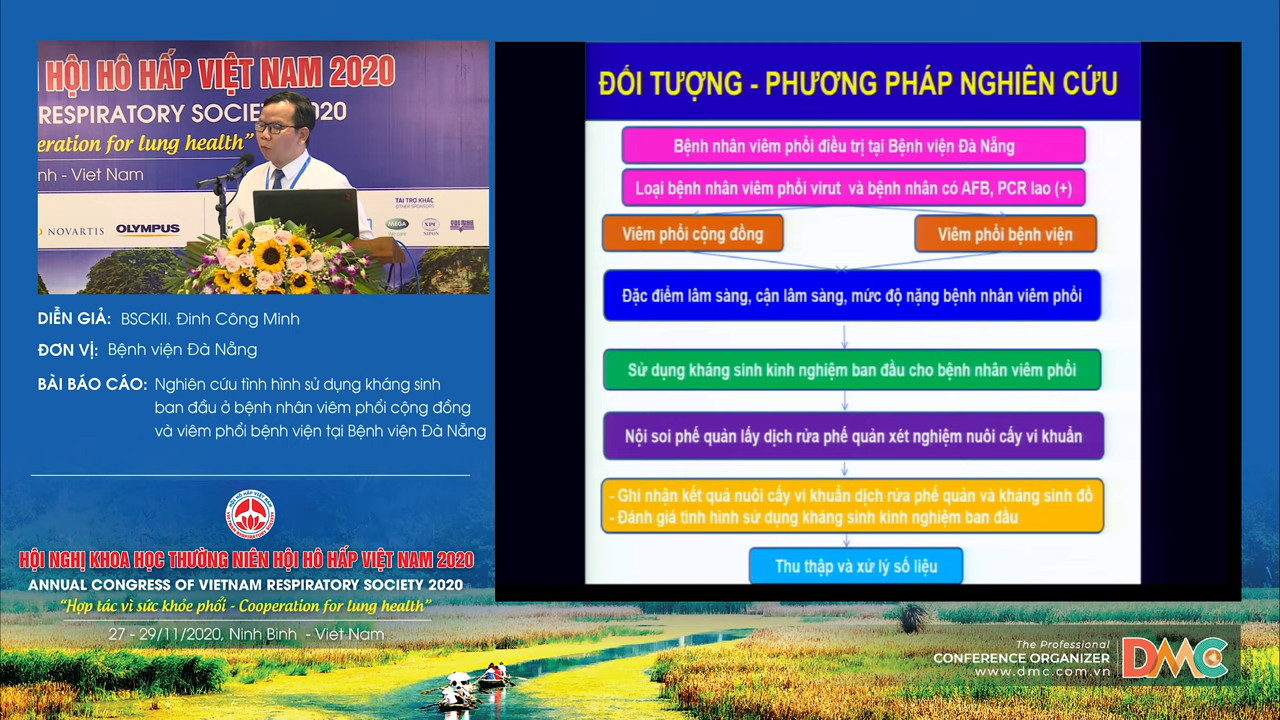 HỘI HÔ HẤP VIỆT NAM 2020
RESPIRATORY SOCIETY 2020
eration for lung health”
nh - Viet Nam
TÀI TRỢ KHÁC
OTHER SPONSORS
NOVARTIS
OLYMPUS
MEGA
NIPON
DIỄN GIẢ: BSCKII. Đinh Công Minh
ĐƠN VỊ: Bệnh viện Đà Nẵng
BÀI BÁO CÁO: Nghiên cứu tình hình sử dụng kháng sinh
ban đầu ở bệnh nhân viêm phổi cộng đồng
và viêm phổi bệnh viện tại Bệnh viện Đà Nẵng
HỘI NGHỊ KHOA HỌC THƯỜNG NIÊN HỘI HÔ HẤP VIỆT NAM 2020
ANNUAL CONGRESS OF VIETNAM RESPIRATORY SOCIETY 2020
“Hợp tác vì sức khỏe phổi - Cooperation for lung health”
27 - 29/11/2020, Ninh Binh - Viet Nam
ĐỐI TƯỢNG - PHƯƠNG PHÁP NGHIÊN CỨU
Bệnh nhân viêm phổi điều trị tại Bệnh viện Đà Nẵng
Loại bệnh nhân viêm phổi virut và bệnh nhân có AFB, PCR lao (+)
Viêm phổi cộng đồng
Viêm phổi bệnh viện
Đặc điểm lâm sàng, cận lâm sàng, mức độ nặng bệnh nhân viêm phổi
Sử dụng kháng sinh kinh nghiệm ban đầu cho bệnh nhân viêm phổi
Nội soi phế quản lấy dịch rửa phế quản xét nghiệm nuôi cấy vi khuẩn
- Ghi nhận kết quả nuôi cấy vi khuẩn dịch rửa phế quản và kháng sinh đồ
- Đánh giá tình hình sử dụng kháng sinh kinh nghiệm ban đầu
Thu thập và xử lý số liệu
The Professional
CONFERENCE ORGANIZER
www.dmc.com.vn
DMC